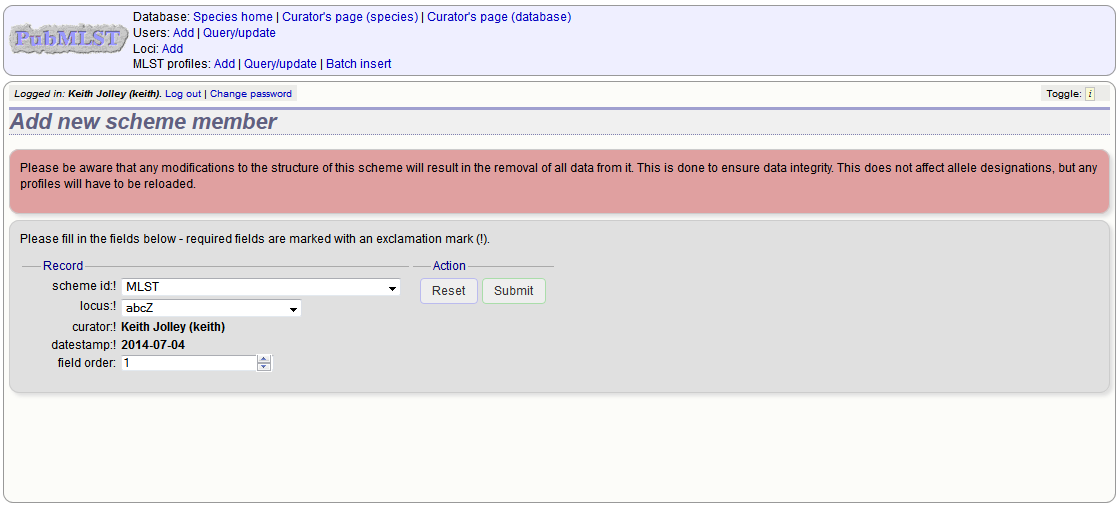 PubMLST
Database: Species home | Curator's page (species) | Curator's page (database)
Users: Add | Query/update
Loci: Add
MLST profiles: Add | Query/update | Batch insert
Logged in: Keith Jolley (keith). Log out | Change password
Toggle: i
Add new scheme member
Please be aware that any modifications to the structure of this scheme will result in the removal of all data from it. This is done to ensure data integrity. This does not affect allele designations, but any
profiles will have to be reloaded.
Please fill in the fields below - required fields are marked with an exclamation mark (!).
Record
scheme id:! MLST
locus:! abcZ
curator:! Keith Jolley (keith)
datestamp:! 2014-07-04
field order: 1
Action
Reset Submit